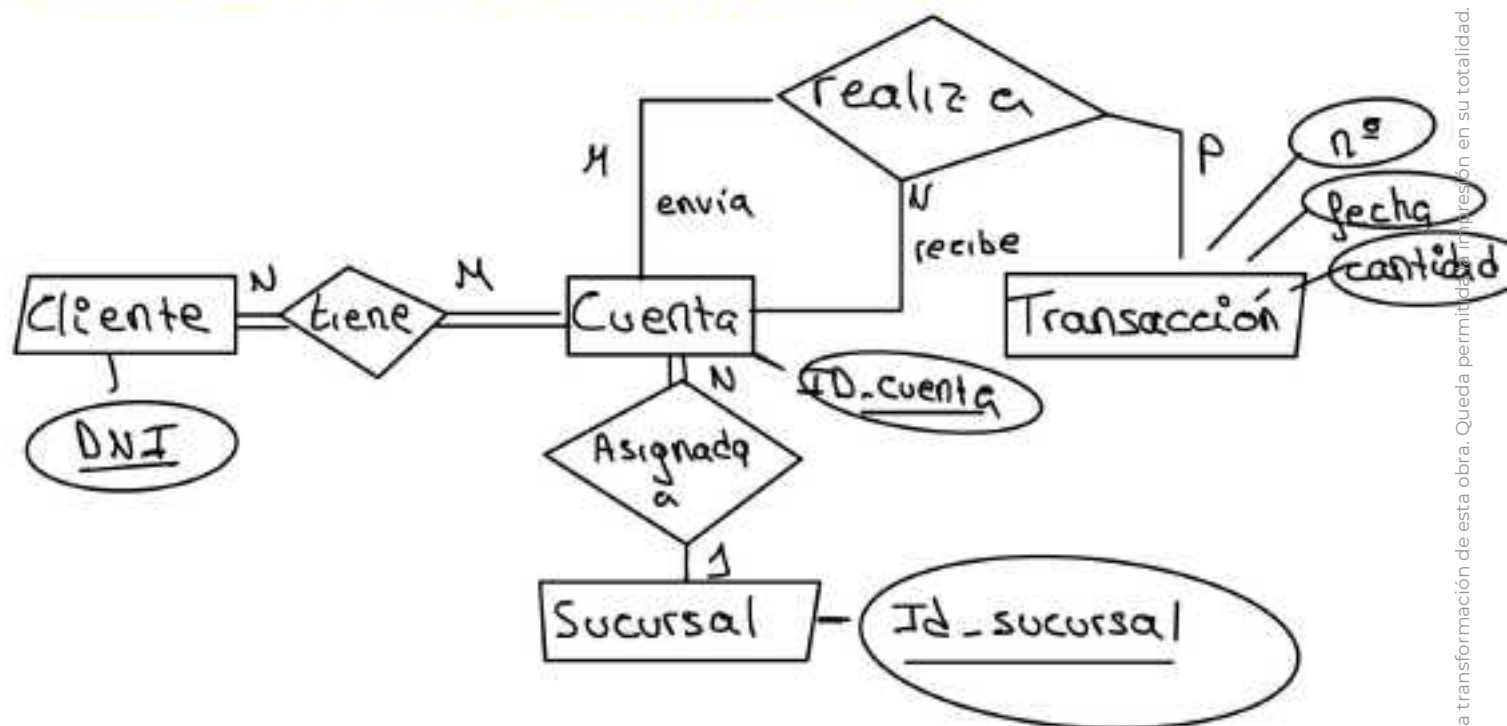 realiza
M
envía
N
recibe
P
nº
fecha
cantidad
Cliente
N
tiene
M
Cuenta
Transacción
DNI
ID_cuenta
N
Asignada
a
1
Sucursal
Id_sucursal
a transformación de esta obra. Queda permitida la impresión en su totalidad.